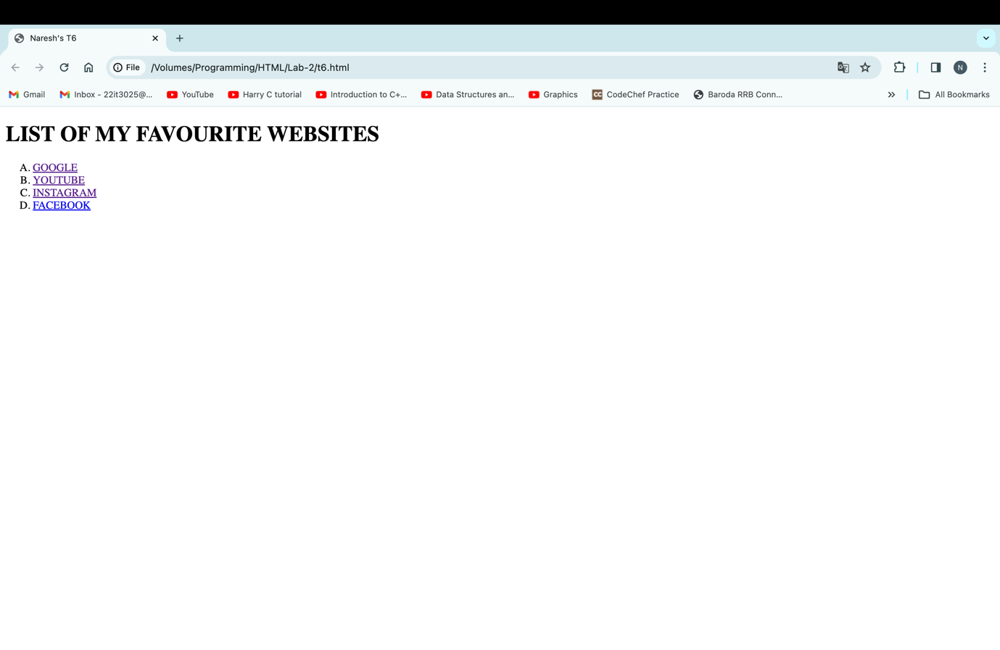 Naresh's T6
File /Volumes/Programming/HTML/Lab-2/t6.html N
Gmail Inbox - 22it3025@... YouTube Harry C tutorial Introduction to C+... Data Structures an... Graphics CC CodeChef Practice Baroda RRB Conn... All Bookmarks
LIST OF MY FAVOURITE WEBSITES
A. GOOGLE
B. YOUTUBE
C. INSTAGRAM
D. FACEBOOK